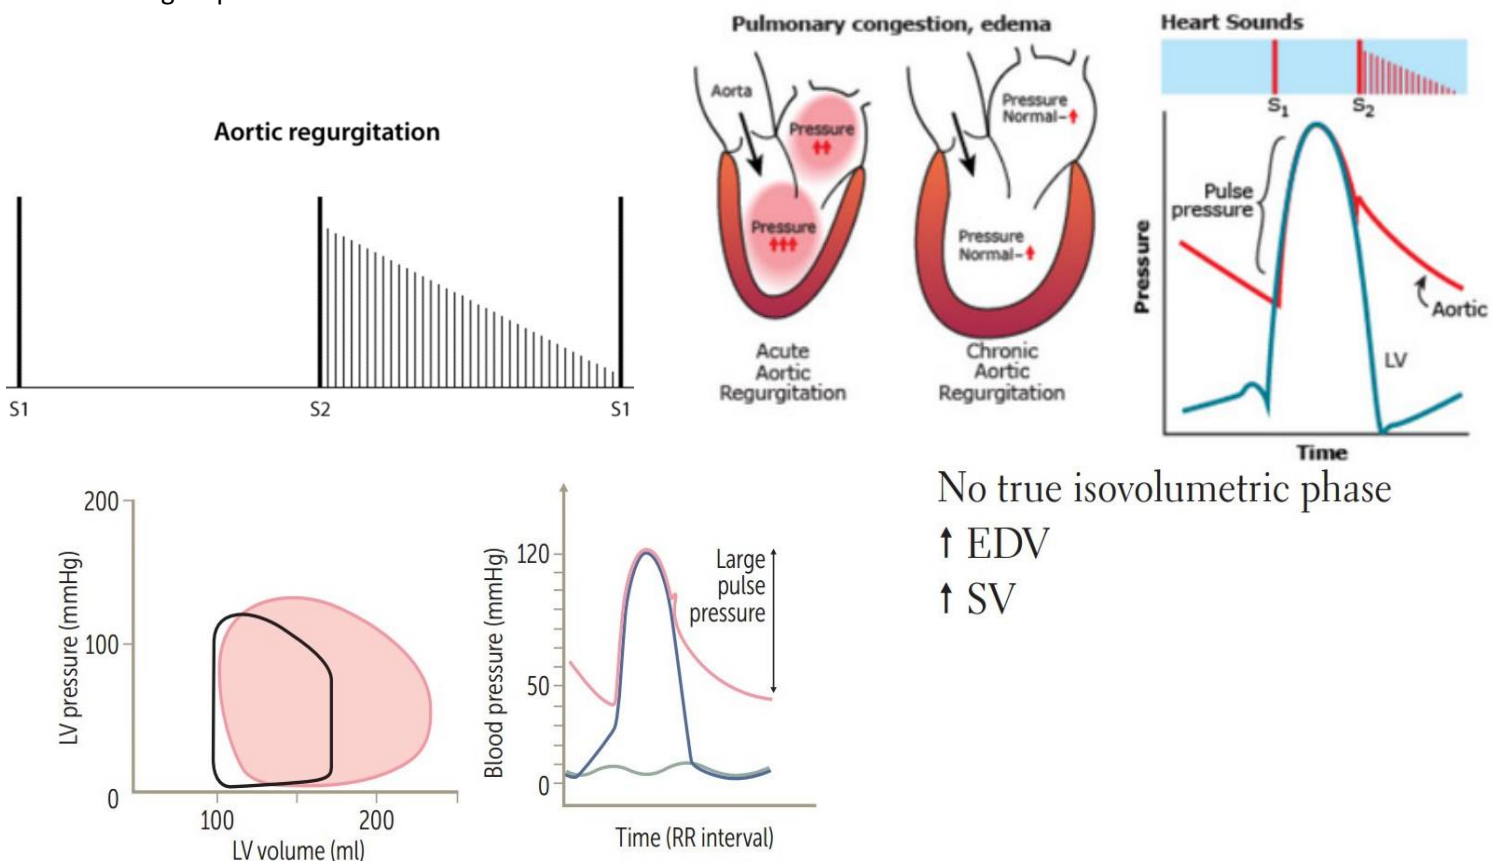 Aortic regurgitation
S1
S2
S1
Pulmonary congestion, edema
Aorta
Pressure
↑↑
Pressure
↑↑↑
Acute
Aortic
Regurgitation
Pressure
Normal-↑
Pressure
Normal-↑
Chronic
Aortic
Regurgitation
Heart Sounds
S1
S2
Pulse
pressure
Pressure
Aortic
LV
Time
200
100
0
LV pressure (mmHg)
100
200
LV volume (ml)
Blood pressure (mmHg)
120
50
0
Large
pulse
pressure
Time (RR interval)
No true isovolumetric phase
↑ EDV
↑ SV